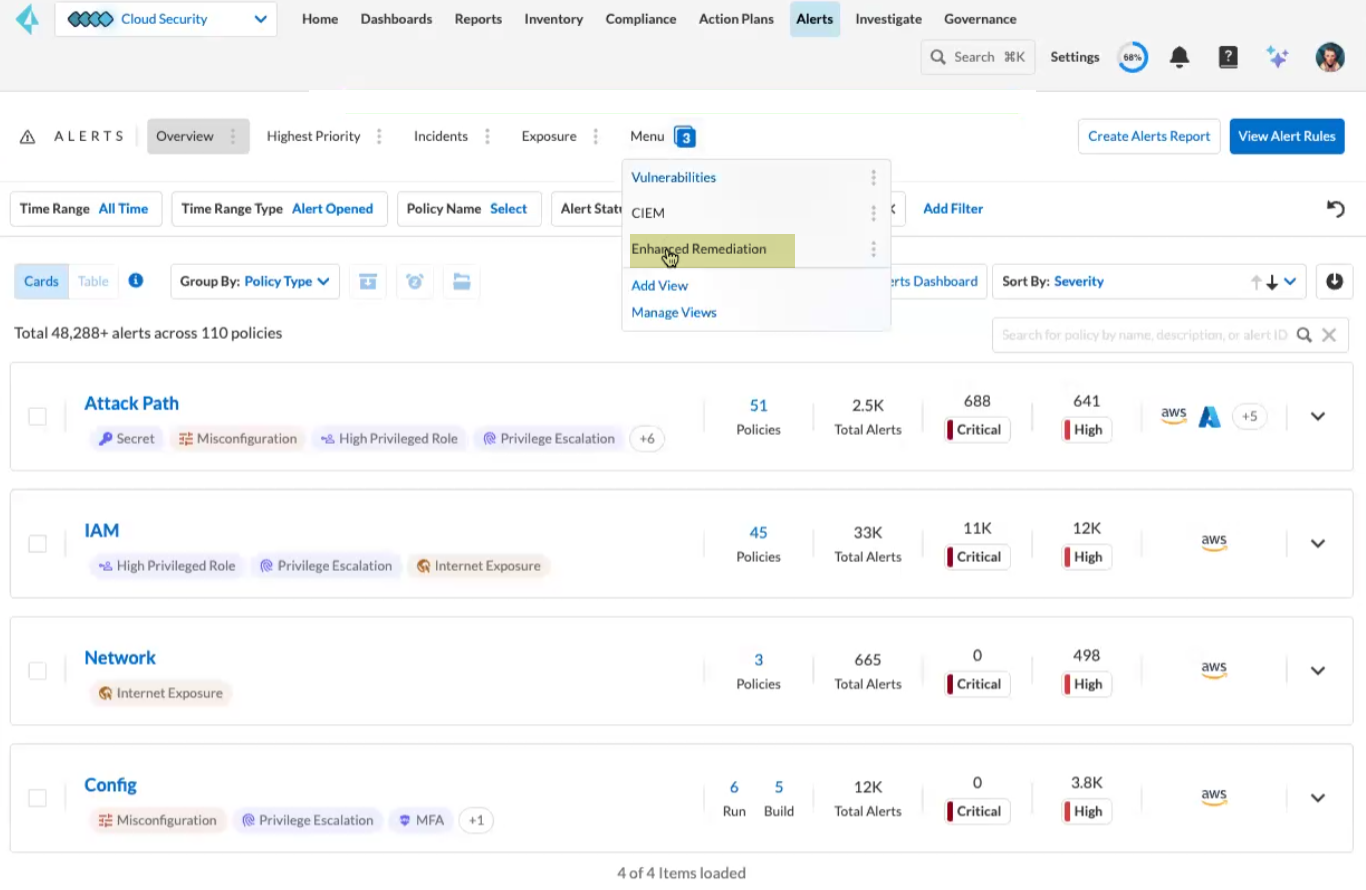 Cloud Security Home Dashboards Reports Inventory Compliance Action Plans Alerts Investigate Governance
Search ⌘K Settings 68% ?
ALERTS Overview Highest Priority Incidents Exposure Menu 3 Create Alerts Report View Alert Rules
Vulnerabilities
Time Range All Time Time Range Type Alert Opened Policy Name Select Alert Statu Add Filter
CIEM
Enhanced Remediation
Cards Table Group By: Policy Type erts Dashboard Sort By: Severity
Add View
Manage Views
Total 48,288+ alerts across 110 policies Search for policy by name, description, or alert ID
Attack Path 51 2.5K 688 641 aws +5
Secret Misconfiguration High Privileged Role Privilege Escalation +6 Policies Total Alerts Critical High
IAM 45 33K 11K 12K aws
High Privileged Role Privilege Escalation Internet Exposure Policies Total Alerts Critical High
Network 3 665 0 498 aws
Internet Exposure Policies Total Alerts Critical High
Config 6 5 12K 0 3.8K aws
Misconfiguration Privilege Escalation MFA +1 Run Build Total Alerts Critical High
4 of 4 Items loaded